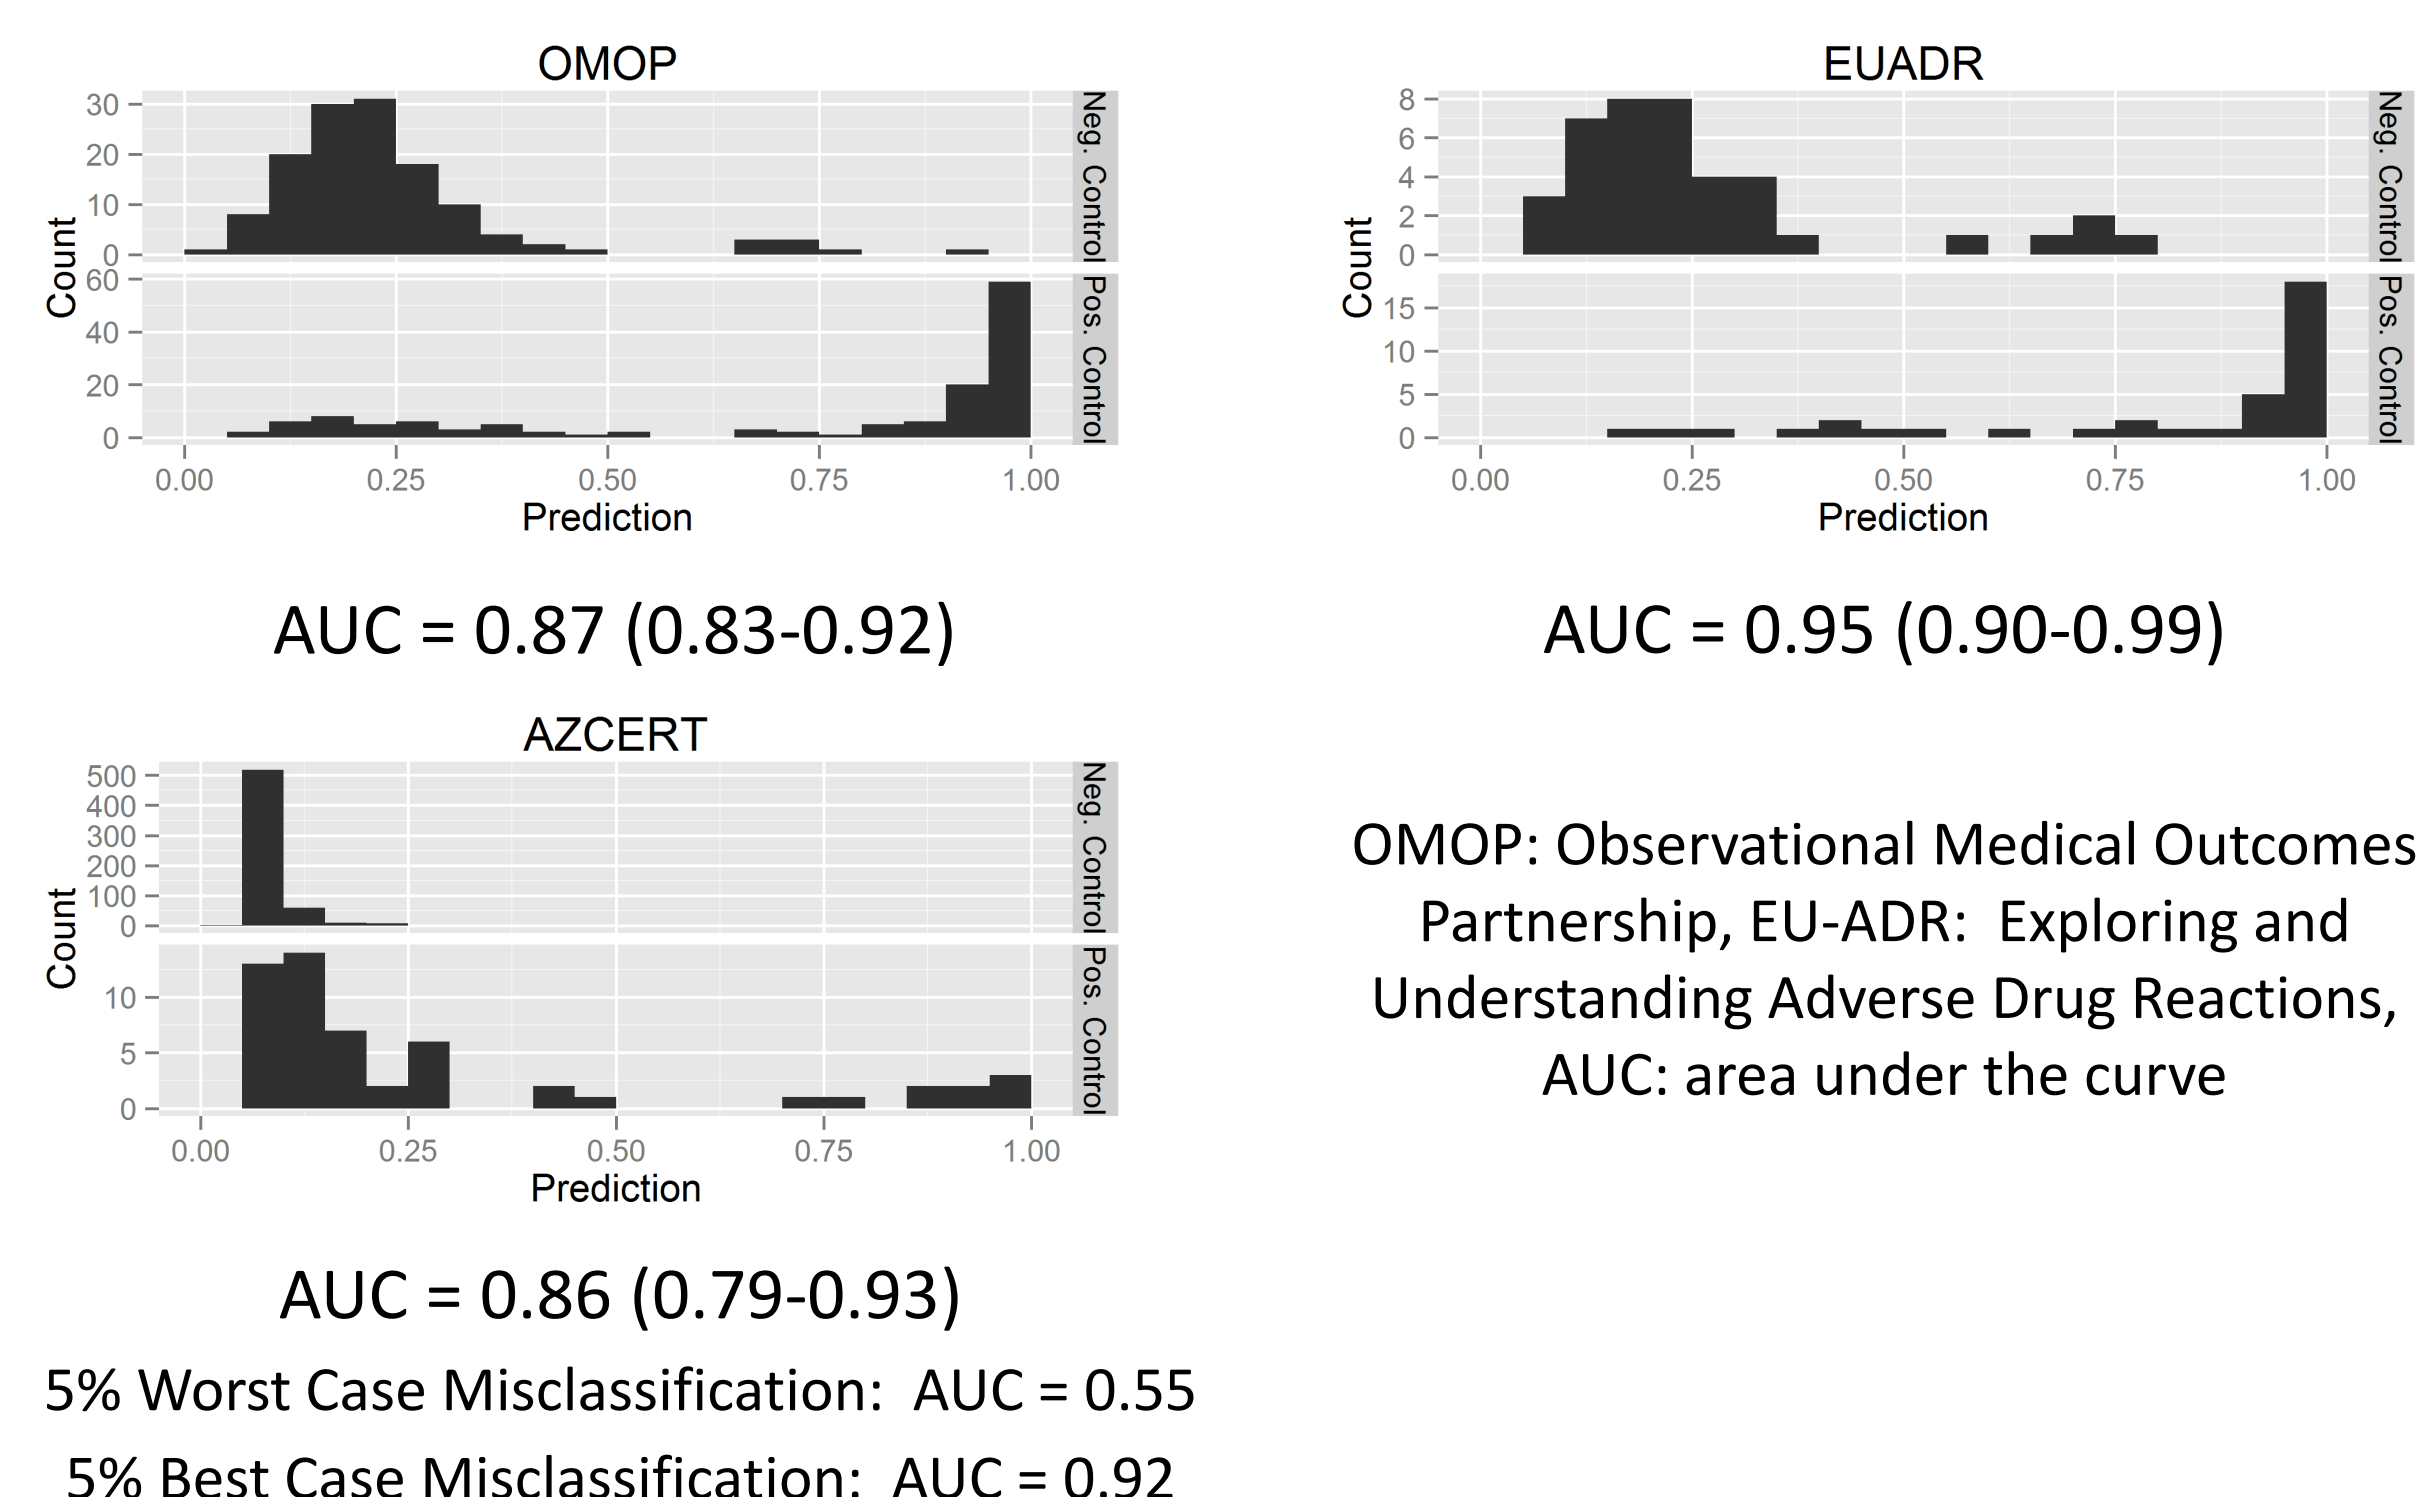 OMOP
30
20
10
0
Neg. Control
60
40
20
0
Pos. Control
Count
0.00 0.25 0.50 0.75 1.00
Prediction
AUC = 0.87 (0.83-0.92)
EUADR
8
6
4
2
0
Neg. Control
15
10
5
0
Pos. Control
Count
0.00 0.25 0.50 0.75 1.00
Prediction
AUC = 0.95 (0.90-0.99)
AZCERT
500
400
300
200
100
0
Neg. Control
10
5
0
Pos. Control
Count
0.00 0.25 0.50 0.75 1.00
Prediction
AUC = 0.86 (0.79-0.93)
5% Worst Case Misclassification: AUC = 0.55
5% Best Case Misclassification: AUC = 0.92
OMOP: Observational Medical Outcomes
Partnership, EU-ADR: Exploring and
Understanding Adverse Drug Reactions,
AUC: area under the curve